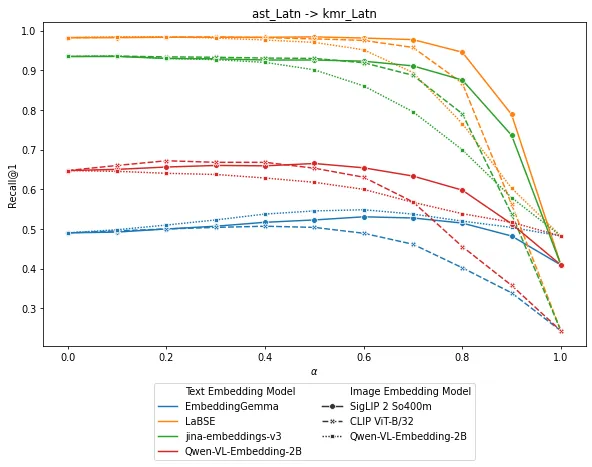 ast_Latn -> kmr_Latn
1.0
0.9
0.8
0.7
0.6
0.5
0.4
0.3
Recall@1
0.0 0.2 0.4 0.6 0.8 1.0
α
Text Embedding Model Image Embedding Model
EmbeddingGemma SigLIP 2 So400m
LaBSE CLIP ViT-B/32
jina-embeddings-v3 Qwen-VL-Embedding-2B
Qwen-VL-Embedding-2B